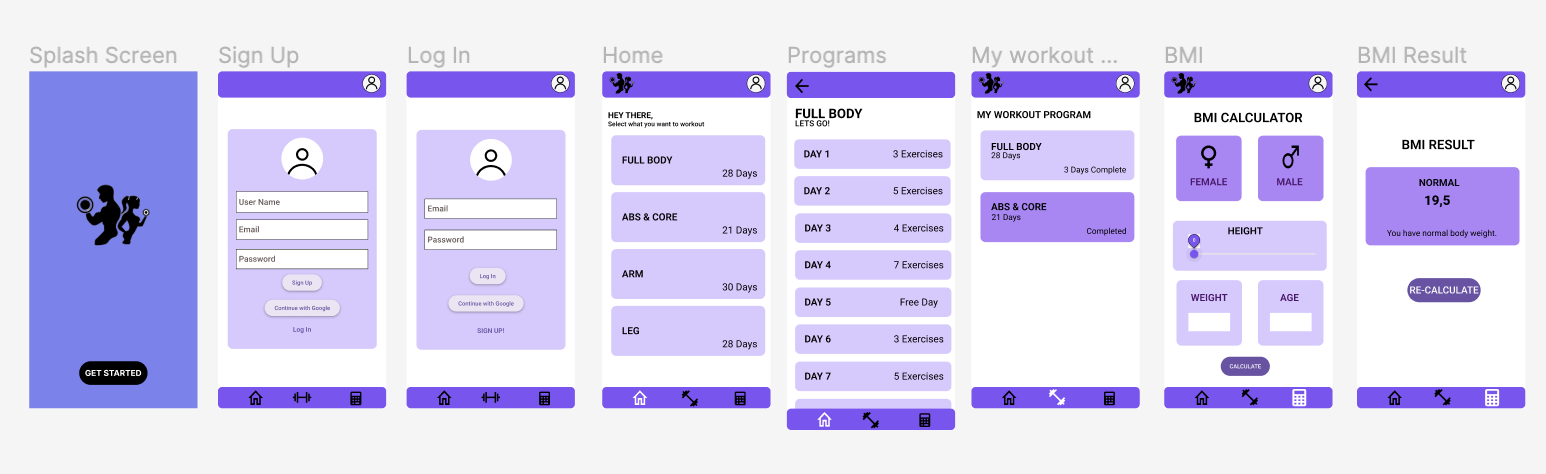 Splash Screen
GET STARTED
Sign Up
User Name
Email
Password
Sign Up
Continue with Google
Log In
Log In
Email
Password
Log In
Continue with Google
SIGN UP!
Home
HEY THERE,
Select what you want to workout
FULL BODY
28 Days
ABS & CORE
21 Days
ARM
30 Days
LEG
28 Days
Programs
FULL BODY
LETS GO!
DAY 1 3 Exercises
DAY 2 5 Exercises
DAY 3 4 Exercises
DAY 4 7 Exercises
DAY 5 Free Day
DAY 6 3 Exercises
DAY 7 5 Exercises
My workout ...
MY WORKOUT PROGRAM
FULL BODY
28 Days
3 Days Complete
ABS & CORE
21 Days
Completed
BMI
BMI CALCULATOR
FEMALE MALE
HEIGHT
WEIGHT AGE
CALCULATE
BMI Result
BMI RESULT
NORMAL
19,5
You have normal body weight.
RE-CALCULATE